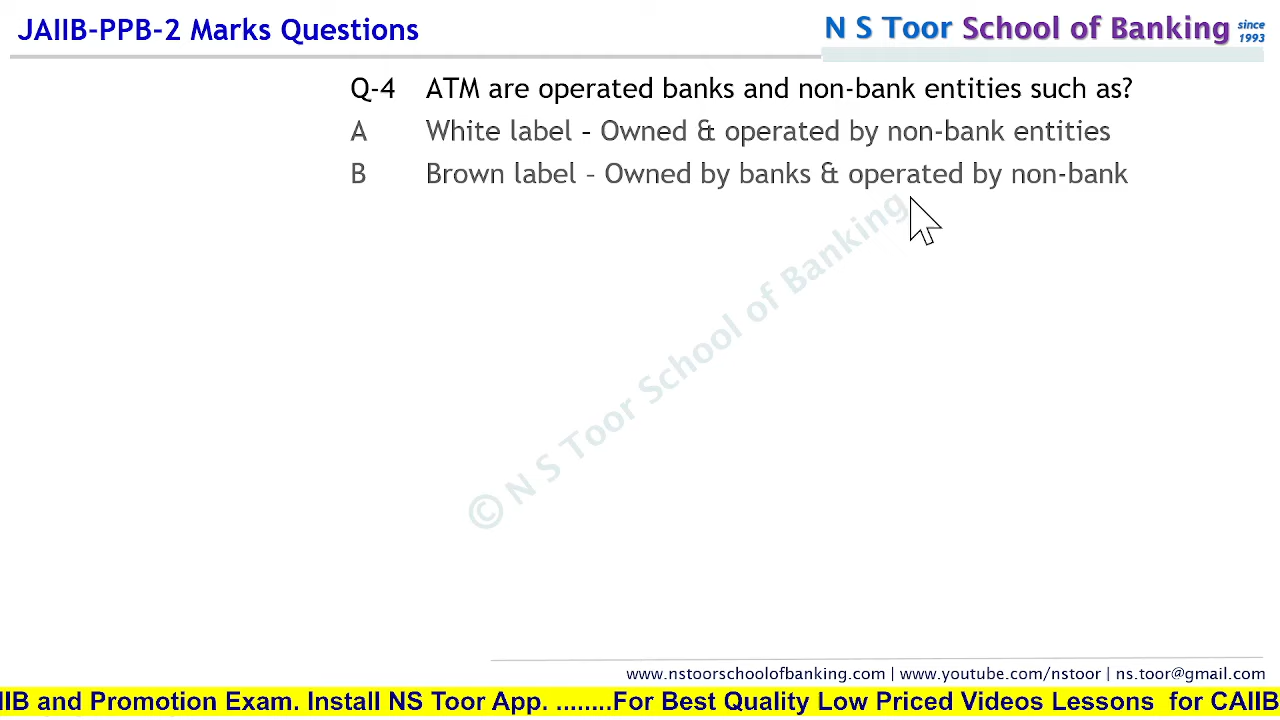 JAIIB-PPB-2 Marks Questions
N S Toor School of Banking since 1993
Q-4 ATM are operated banks and non-bank entities such as?
A White label - Owned & operated by non-bank entities
B Brown label – Owned by banks & operated by non-bank
© N S Toor School of Banking
www.nstoorschoolofbanking.com | www.youtube.com/nstoor | ns.toor@gmail.com
IIB and Promotion Exam. Install NS Toor App. ........For Best Quality Low Priced Videos Lessons for CAIIB